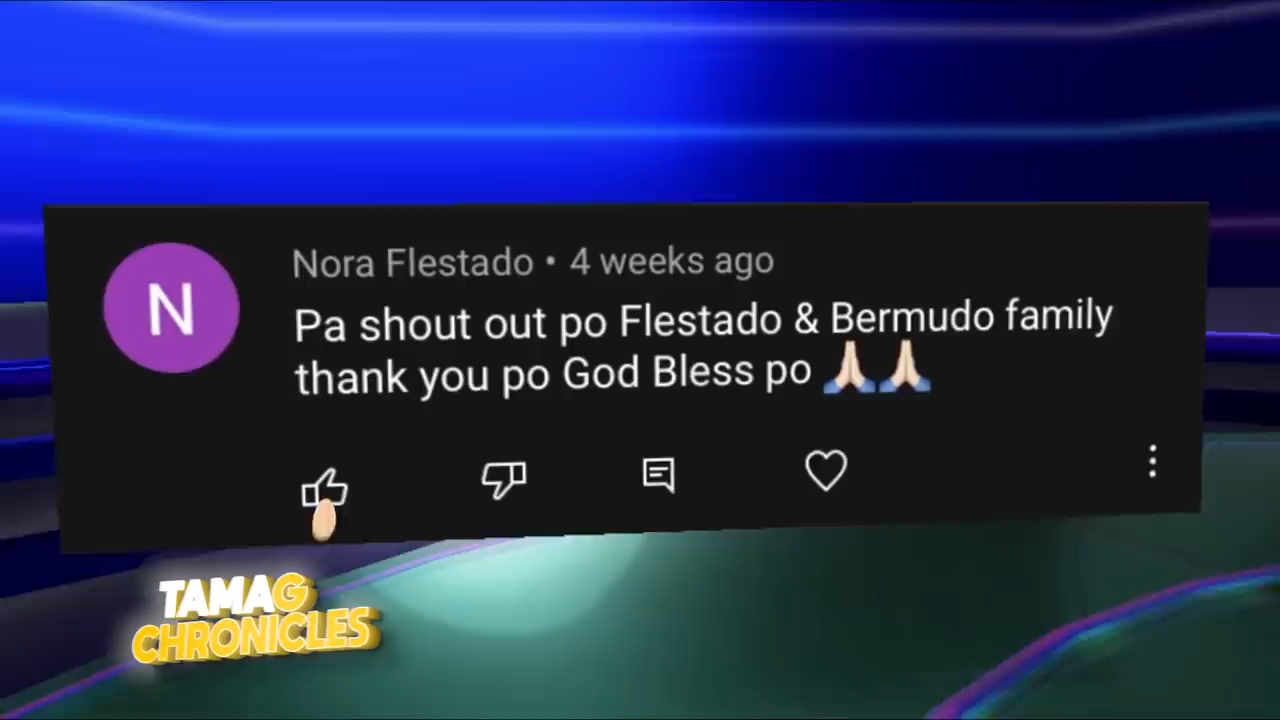 N
Nora Flestado • 4 weeks ago
Pa shout out po Flestado & Bermudo family
thank you po God Bless po 🙏🏻🙏🏻
TAMAG
CHRONICLES